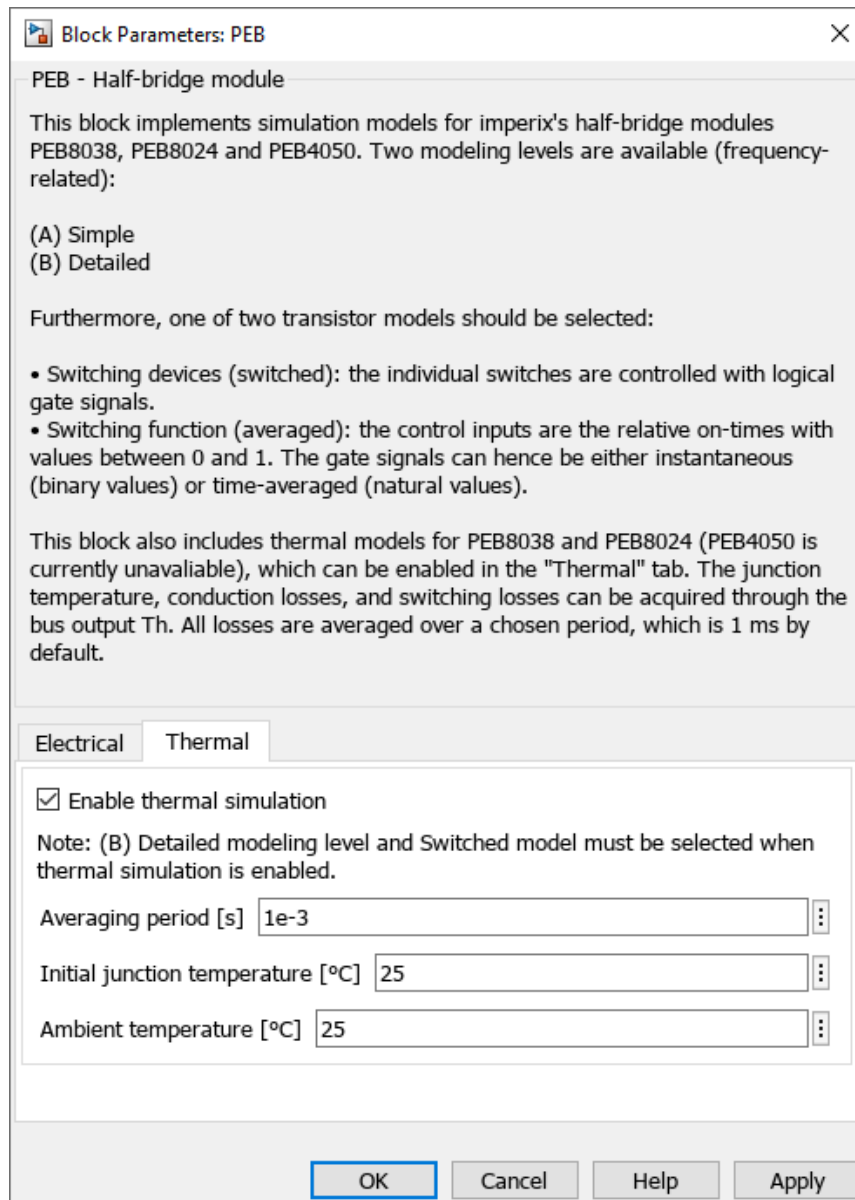 Block Parameters: PEB
PEB - Half-bridge module
This block implements simulation models for imperix's half-bridge modules
PEB8038, PEB8024 and PEB4050. Two modeling levels are available (frequency-
related):
(A) Simple
(B) Detailed
Furthermore, one of two transistor models should be selected:
• Switching devices (switched): the individual switches are controlled with logical
gate signals.
• Switching function (averaged): the control inputs are the relative on-times with
values between 0 and 1. The gate signals can hence be either instantaneous
(binary values) or time-averaged (natural values).
This block also includes thermal models for PEB8038 and PEB8024 (PEB4050 is
currently unavaliable), which can be enabled in the "Thermal" tab. The junction
temperature, conduction losses, and switching losses can be acquired through the
bus output Th. All losses are averaged over a chosen period, which is 1 ms by
default.
Electrical Thermal
Enable thermal simulation
Note: (B) Detailed modeling level and Switched model must be selected when
thermal simulation is enabled.
Averaging period [s] 1e-3
Initial junction temperature [ºC] 25
Ambient temperature [ºC] 25
OK Cancel Help Apply